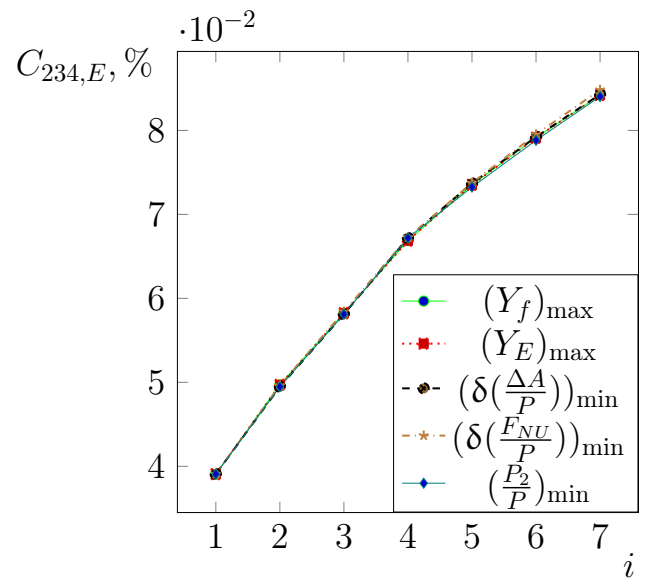 ·10⁻²
C₂₃₄,E, %
8
7
6
5
4
(Y_f)max
(Y_E)max
(δ(ΔA/P))min
(δ(F_NU/P))min
(P₂/P)min
1 2 3 4 5 6 7
i